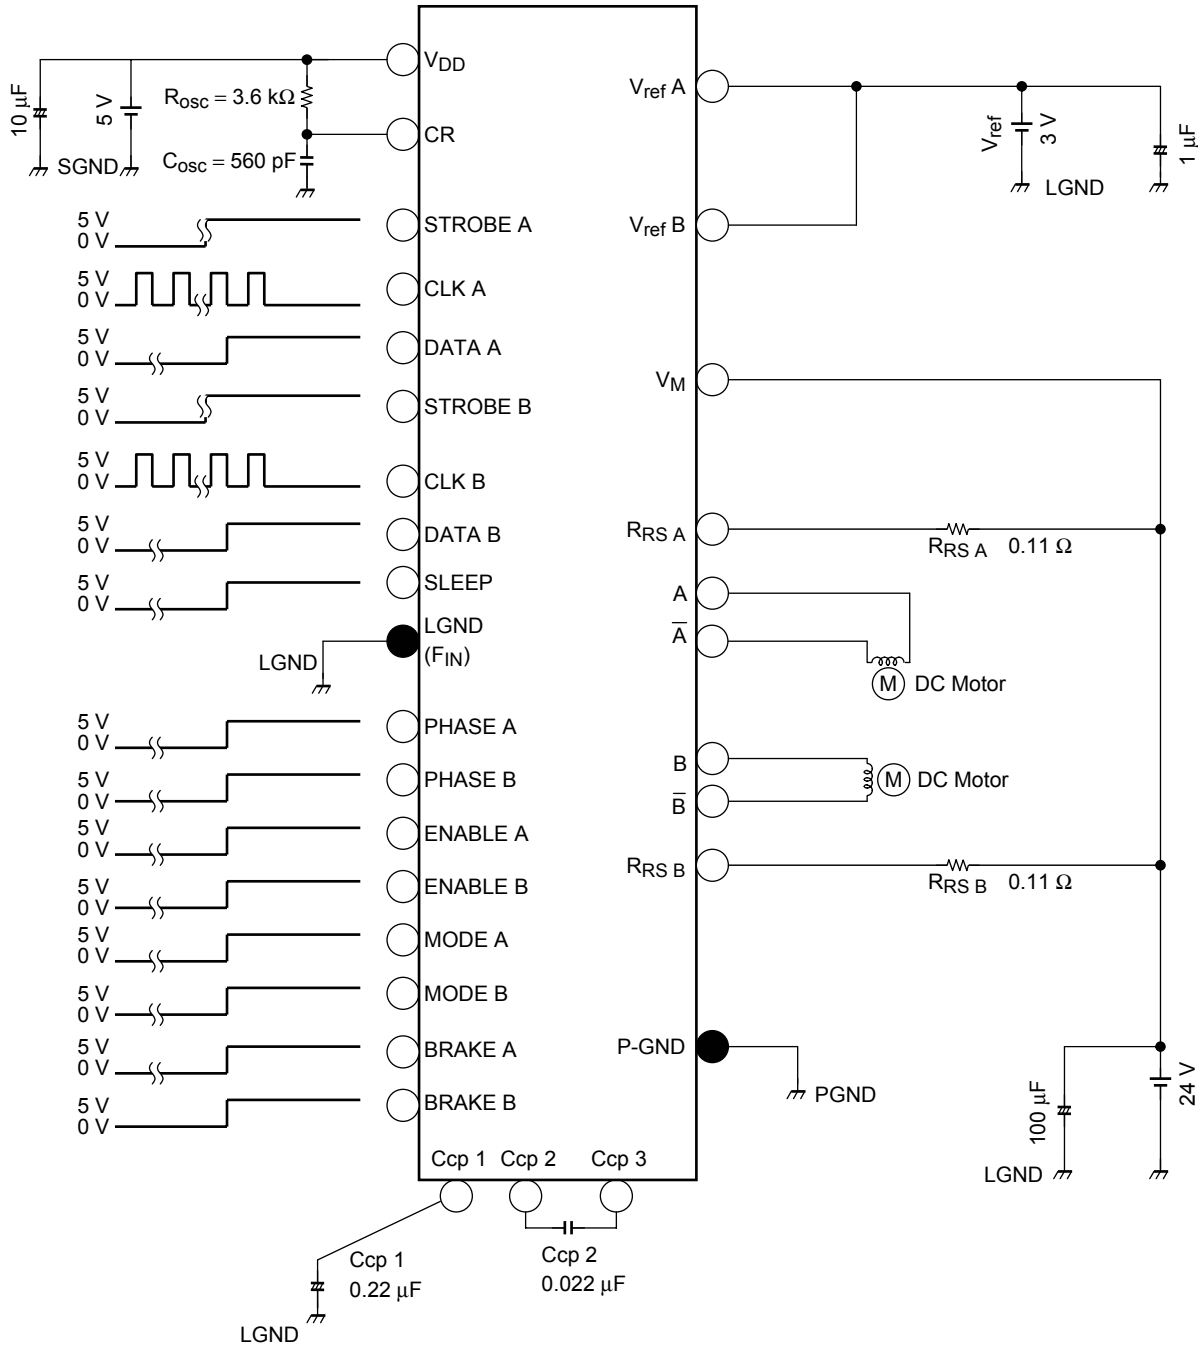 VDD
Rosc = 3.6 kΩ
10 μF
5 V
CR
SGND
Cosc = 560 pF
5 V
0 V
STROBE A
5 V
0 V
CLK A
5 V
0 V
DATA A
5 V
0 V
STROBE B
5 V
0 V
CLK B
5 V
0 V
DATA B
5 V
0 V
SLEEP
LGND
LGND
(FIN)
5 V
0 V
PHASE A
5 V
0 V
PHASE B
5 V
0 V
ENABLE A
5 V
0 V
ENABLE B
5 V
0 V
MODE A
5 V
0 V
MODE B
5 V
0 V
BRAKE A
5 V
0 V
BRAKE B
Vref A
Vref
3 V
1 μF
LGND
Vref B
VM
RRS A
RRS A 0.11 Ω
A
A̅
M DC Motor
B
B̅
M DC Motor
RRS B
RRS B 0.11 Ω
P-GND
PGND
100 μF
24 V
LGND
Ccp 1 Ccp 2 Ccp 3
Ccp 1
0.22 μF
Ccp 2
0.022 μF
LGND